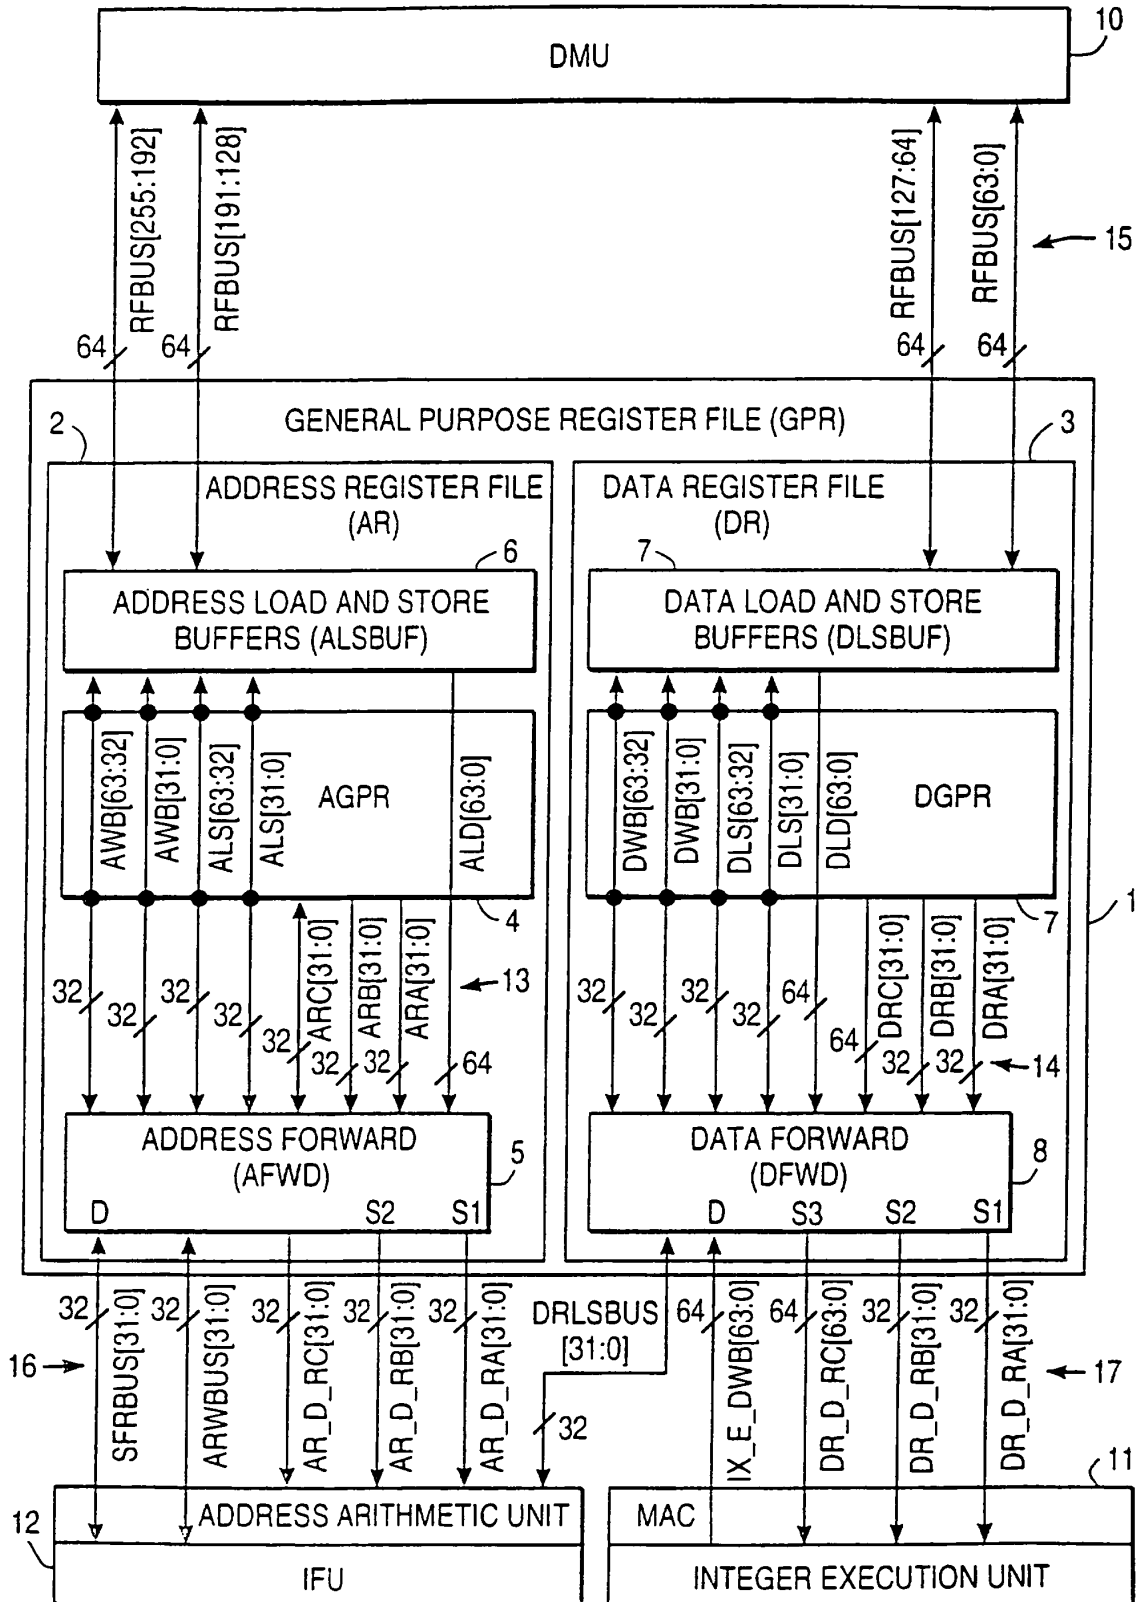 10
DMU
RFBUS[255:192]
RFBUS[191:128]
RFBUS[127:64]
RFBUS[63:0]
15
64
64
64
64
2
GENERAL PURPOSE REGISTER FILE (GPR)
3
ADDRESS REGISTER FILE
(AR)
DATA REGISTER FILE
(DR)
6
7
ADDRESS LOAD AND STORE
BUFFERS (ALSBUF)
DATA LOAD AND STORE
BUFFERS (DLSBUF)
AWB[63:32]
AWB[31:0]
ALS[63:32]
ALS[31:0]
AGPR
ALD[63:0]
DWB[63:32]
DWB[31:0]
DLS[63:32]
DLS[31:0]
DLD[63:0]
DGPR
4
7
1
ARC[31:0]
ARB[31:0]
ARA[31:0]
13
DRC[31:0]
DRB[31:0]
DRA[31:0]
14
32
32
32
32
32
32
32
64
32
32
32
32
64
64
32
32
ADDRESS FORWARD
(AFWD)
5
D
S2
S1
DATA FORWARD
(DFWD)
8
D
S3
S2
S1
32
32
32
32
32
DRLSBUS
[31:0]
64
64
32
32
16
SFRBUS[31:0]
ARWBUS[31:0]
AR_D_RC[31:0]
AR_D_RB[31:0]
AR_D_RA[31:0]
32
IX_E_DWB[63:0]
DR_D_RC[63:0]
DR_D_RB[31:0]
DR_D_RA[31:0]
17
11
12
ADDRESS ARITHMETIC UNIT
IFU
MAC
INTEGER EXECUTION UNIT